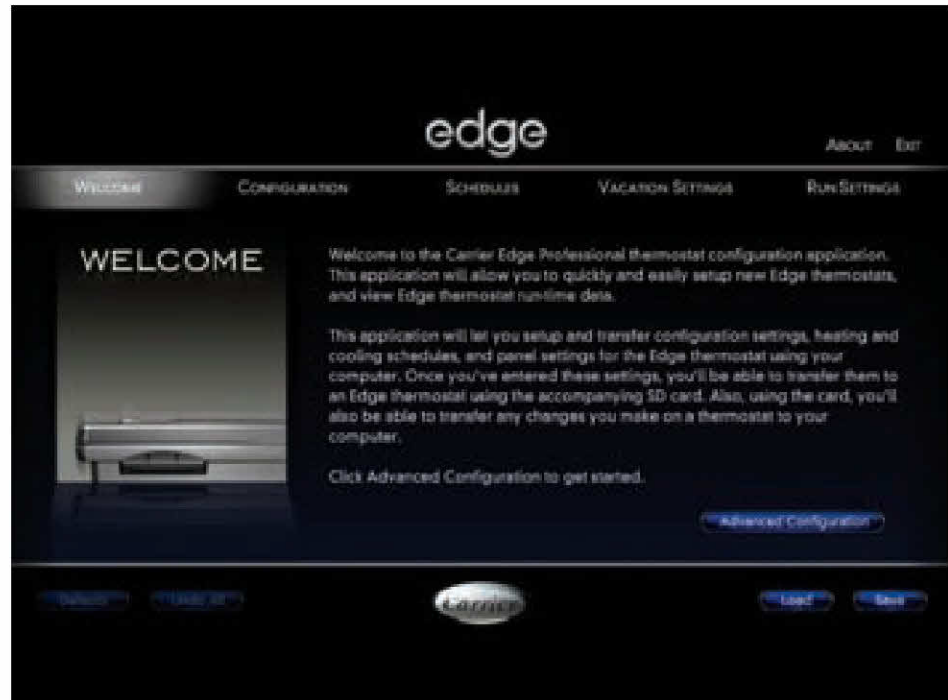 edge
About Exit
Welcome Configuration Schedules Vacation Settings Run Settings
WELCOME
Welcome to the Carrier Edge Professional thermostat configuration application.
This application will allow you to quickly and easily setup new Edge thermostats,
and view Edge thermostat run-time data.
This application will let you setup and transfer configuration settings, heating and
cooling schedules, and panel settings for the Edge thermostat using your
computer. Once you've entered these settings, you'll be able to transfer them to
an Edge thermostat using the accompanying SD card. Also, using the card, you'll
also be able to transfer any changes you make on a thermostat to your
computer.
Click Advanced Configuration to get started.
Advanced Configuration
Defaults Undo All Carrier Load Save